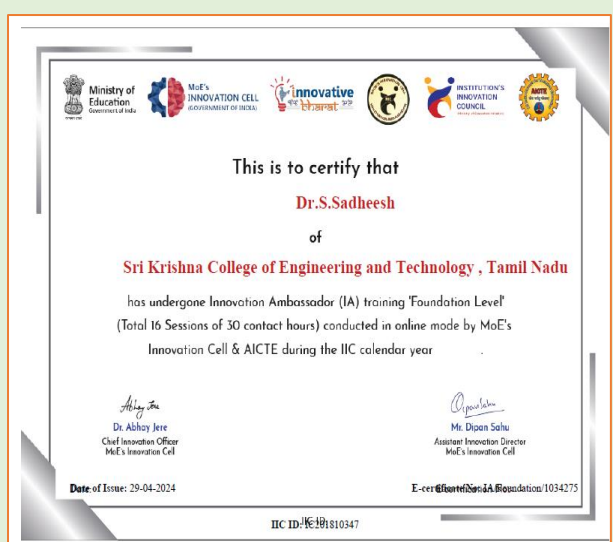 Ministry of
Education
Government of India
MoE's
INNOVATION CELL
(GOVERNMENT OF INDIA)
innovative
bharat
INSTITUTION'S
INNOVATION
COUNCIL
AICTE
This is to certify that
Dr.S.Sadheesh
of
Sri Krishna College of Engineering and Technology , Tamil Nadu
has undergone Innovation Ambassador (IA) training 'Foundation Level'
(Total 16 Sessions of 30 contact hours) conducted in online mode by MoE's
Innovation Cell & AICTE during the IIC calendar year .
Dr. Abhay Jere
Chief Innovation Officer
MoE's Innovation Cell
Mr. Dipan Sahu
Assistant Innovation Director
MoE's Innovation Cell
Date of Issue: 29-04-2024
IIC ID: